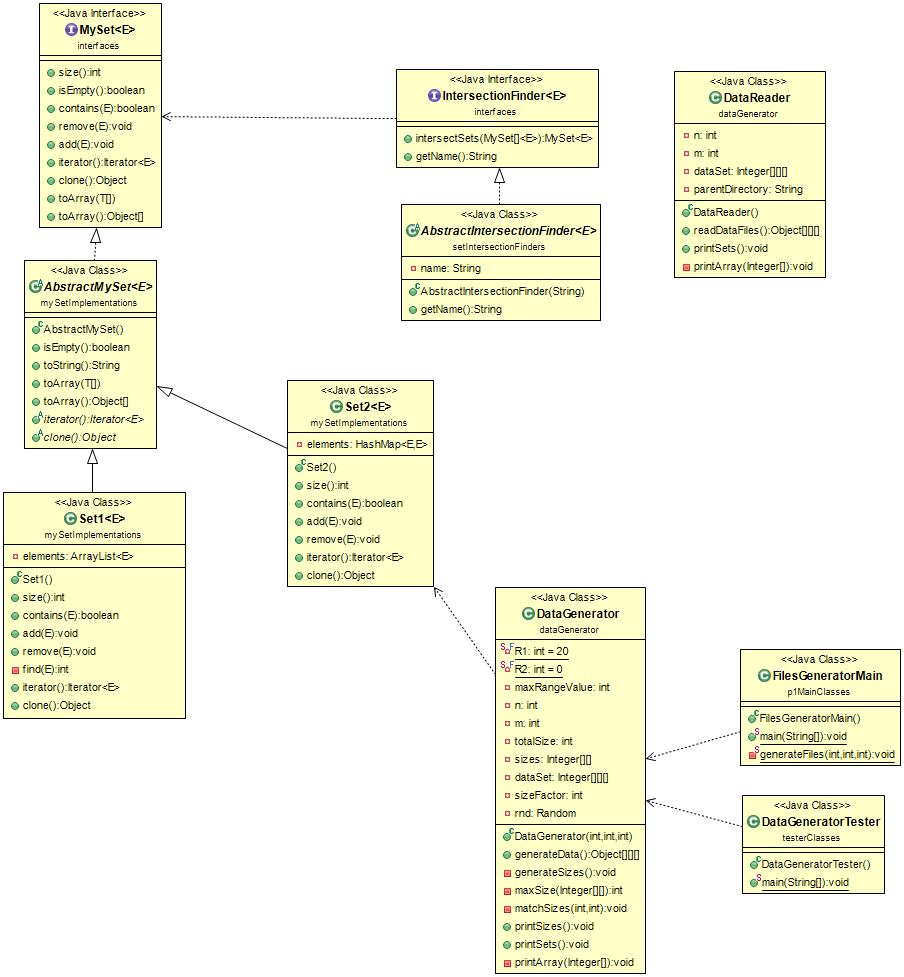 <<Java Interface>>
MySet<E>
interfaces
size():int
isEmpty():boolean
contains(E):boolean
remove(E):void
add(E):void
iterator():Iterator<E>
clone():Object
toArray(T[])
toArray():Object[]
<<Java Interface>>
IntersectionFinder<E>
interfaces
intersectSets(MySet[]<E>):MySet<E>
getName():String
<<Java Class>>
DataReader
dataGenerator
n: int
m: int
dataSet: Integer[][][]
parentDirectory: String
DataReader()
readDataFiles():Object[][][]
printSets():void
printArray(Integer[]):void
<<Java Class>>
AbstractIntersectionFinder<E>
setIntersectionFinders
name: String
AbstractIntersectionFinder(String)
getName():String
<<Java Class>>
AbstractMySet<E>
mySetImplementations
AbstractMySet()
isEmpty():boolean
toString():String
toArray(T[])
toArray():Object[]
iterator():Iterator<E>
clone():Object
<<Java Class>>
Set2<E>
mySetImplementations
elements: HashMap<E,E>
Set2()
size():int
contains(E):boolean
add(E):void
remove(E):void
iterator():Iterator<E>
clone():Object
<<Java Class>>
Set1<E>
mySetImplementations
elements: ArrayList<E>
Set1()
size():int
contains(E):boolean
add(E):void
remove(E):void
find(E):int
iterator():Iterator<E>
clone():Object
<<Java Class>>
DataGenerator
dataGenerator
R1: int = 20
R2: int = 0
maxRangeValue: int
n: int
m: int
totalSize: int
sizes: Integer[][]
dataSet: Integer[][][]
sizeFactor: int
rnd: Random
DataGenerator(int,int,int)
generateData():Object[][][]
generateSizes():void
maxSize(Integer[][]):int
matchSizes(int,int):void
printSizes():void
printSets():void
printArray(Integer[]):void
<<Java Class>>
FilesGeneratorMain
p1MainClasses
FilesGeneratorMain()
main(String[]):void
generateFiles(int,int,int):void
<<Java Class>>
DataGeneratorTester
testerClasses
DataGeneratorTester()
main(String[]):void